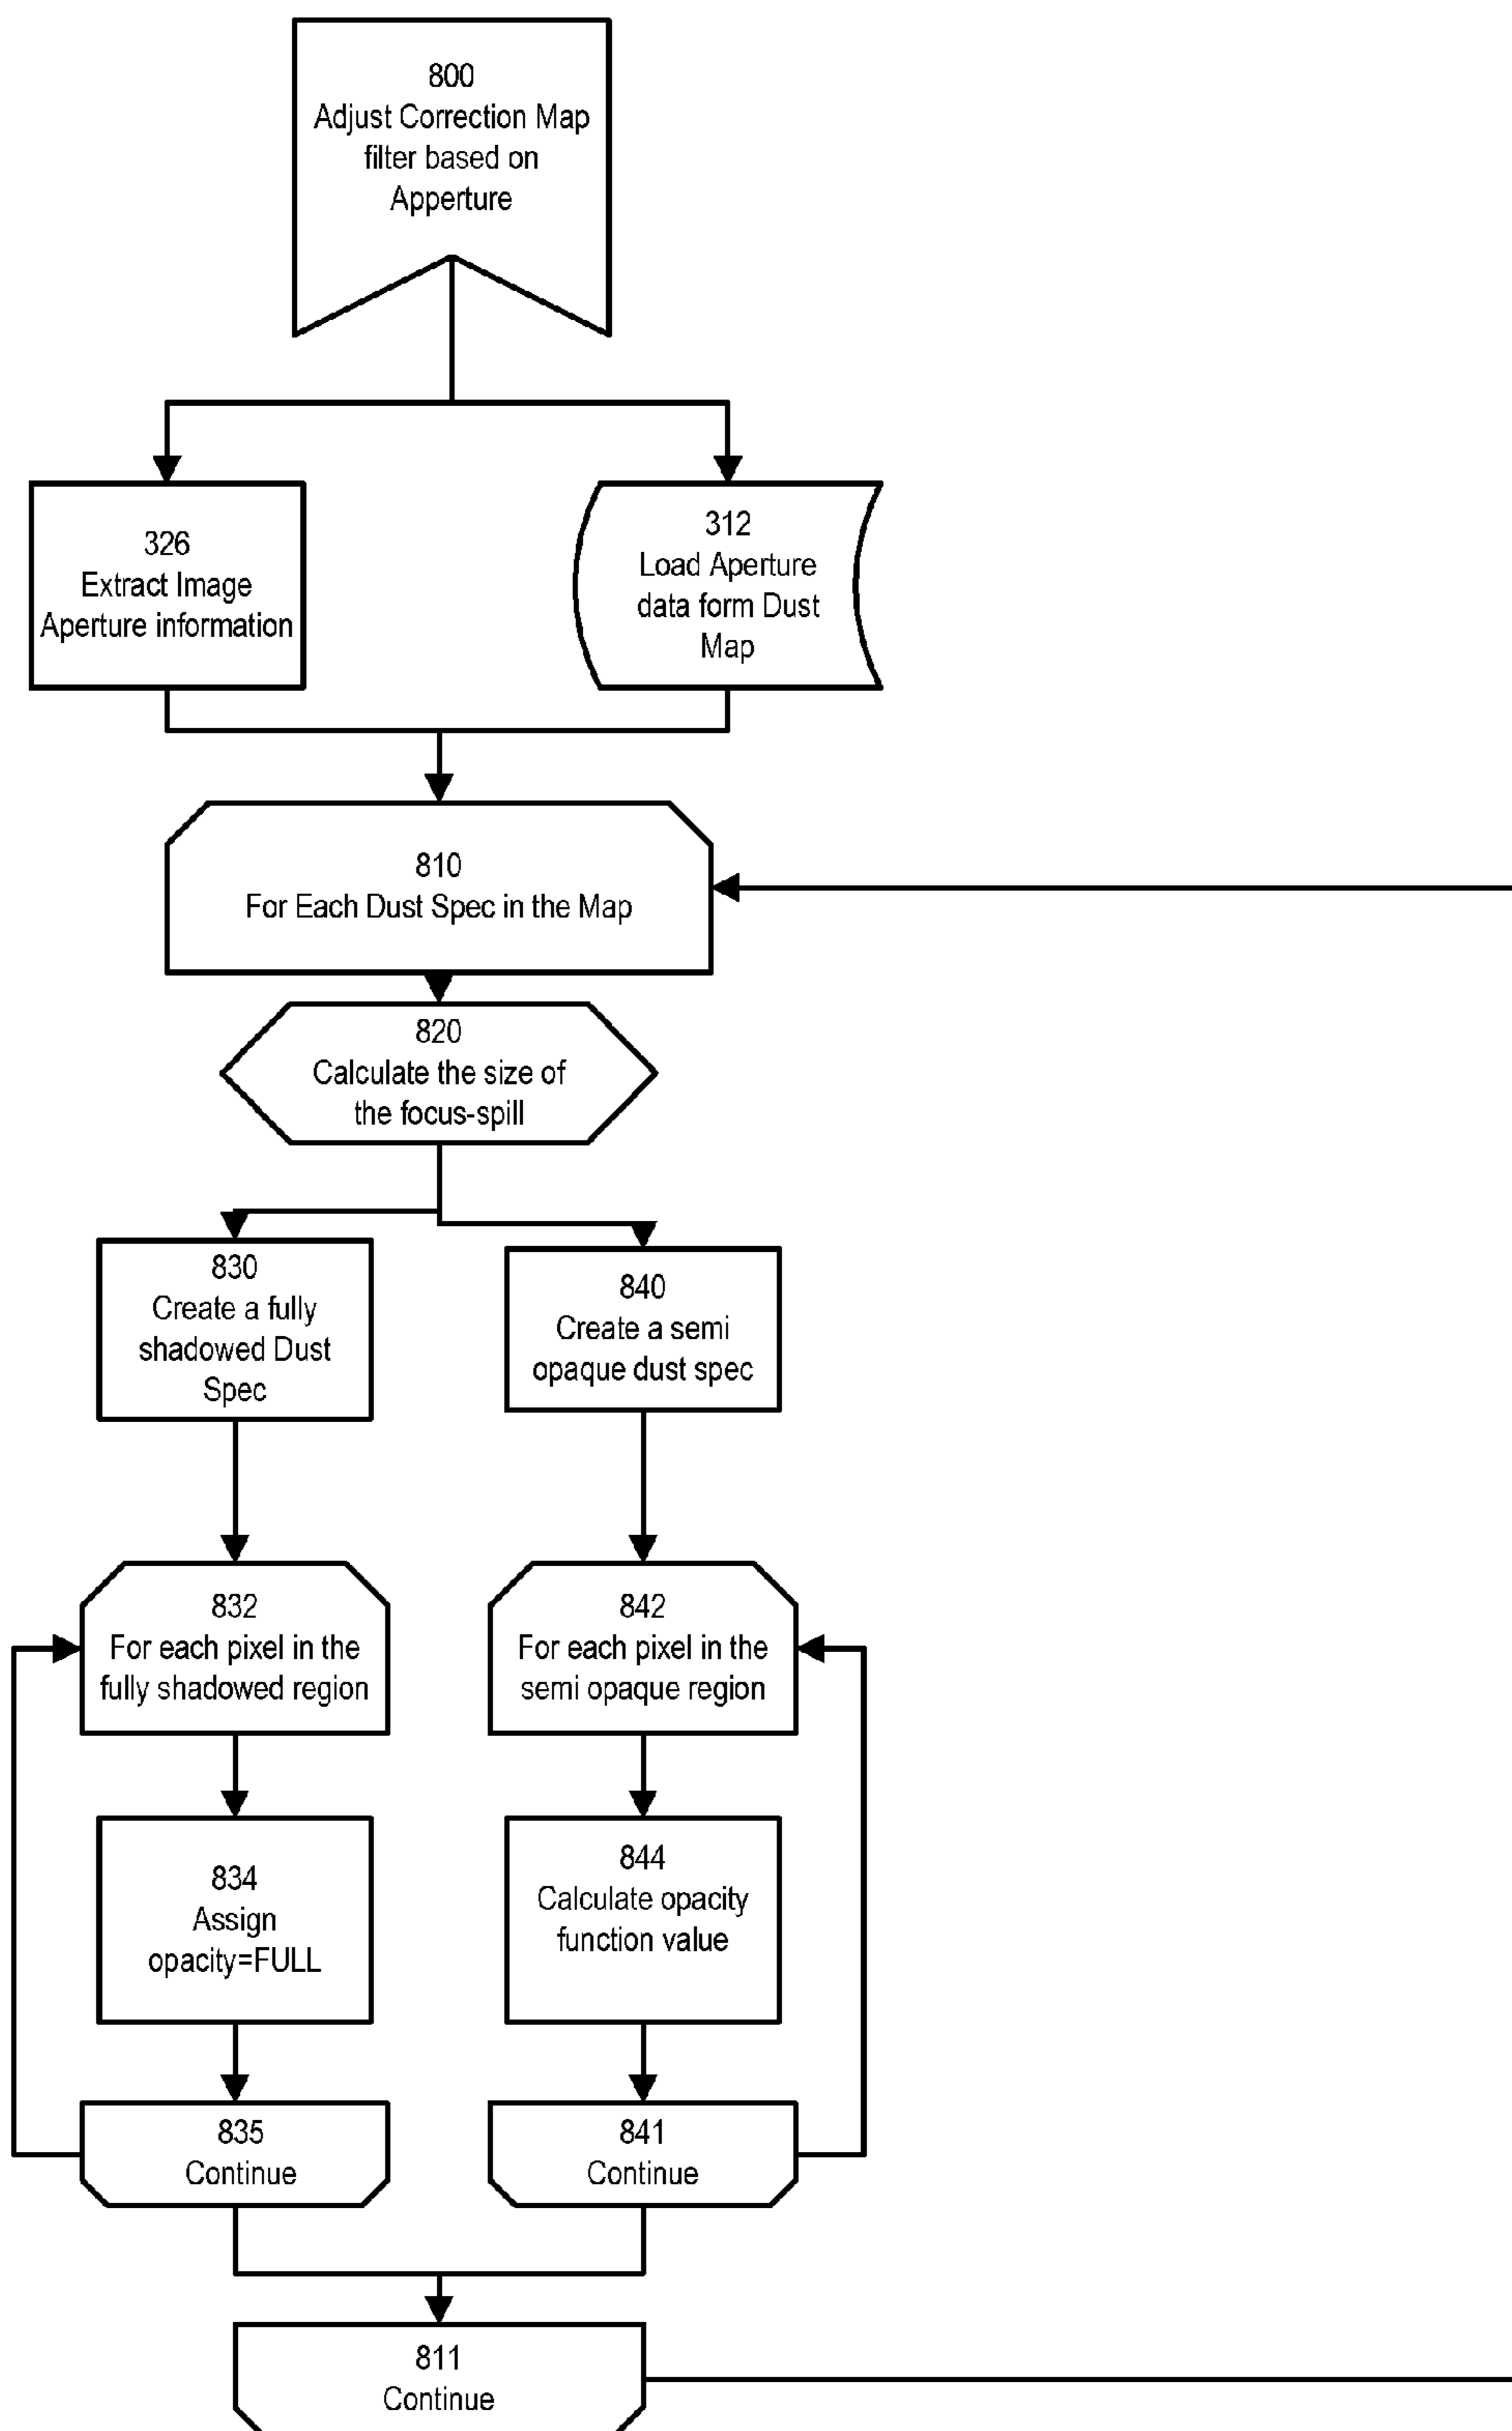 800
Adjust Correction Map
filter based on
Apperture
326
Extract Image
Aperture information
312
Load Aperture
data form Dust
Map
810
For Each Dust Spec in the Map
820
Calculate the size of
the focus-spill
830
Create a fully
shadowed Dust
Spec
840
Create a semi
opaque dust spec
832
For each pixel in the
fully shadowed region
842
For each pixel in the
semi opaque region
834
Assign
opacity=FULL
844
Calculate opacity
function value
835
Continue
841
Continue
811
Continue